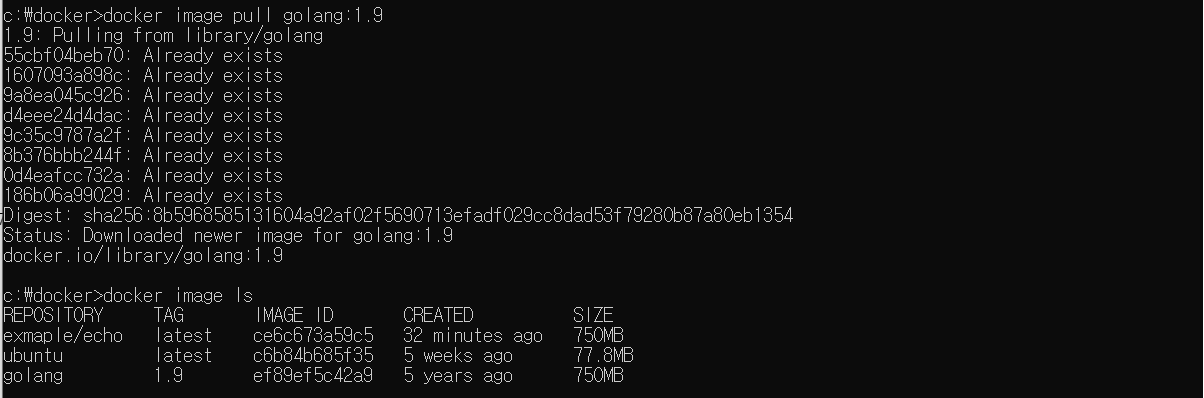 c:₩docker>docker image pull golang:1.9
1.9: Pulling from library/golang
55cbf04beb70: Already exists
1607093a898c: Already exists
9a8ea045c926: Already exists
d4eee24d4dac: Already exists
9c35c9787a2f: Already exists
8b376bbb244f: Already exists
0d4eafcc732a: Already exists
186b06a99029: Already exists
Digest: sha256:8b5968585131604a92af02f5690713efadf029cc8dad53f79280b87a80eb1354
Status: Downloaded newer image for golang:1.9
docker.io/library/golang:1.9
c:₩docker>docker image ls
REPOSITORY TAG IMAGE ID CREATED SIZE
exmaple/echo latest ce6c673a59c5 32 minutes ago 750MB
ubuntu latest c6b84b685f35 5 weeks ago 77.8MB
golang 1.9 ef89ef5c42a9 5 years ago 750MB